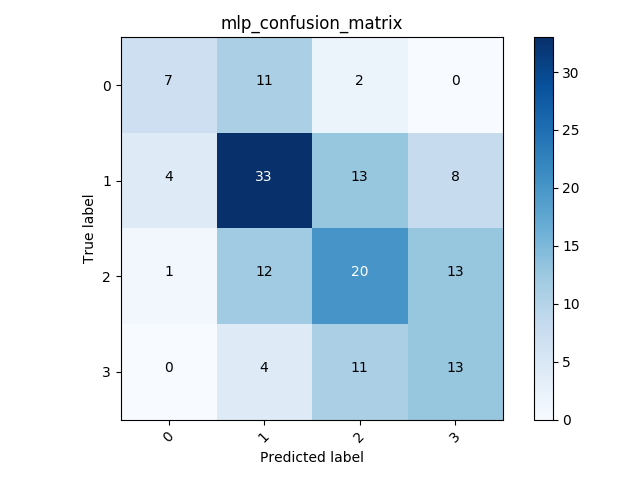 mlp_confusion_matrix
True label
0 7 11 2 0
1 4 33 13 8
2 1 12 20 13
3 0 4 11 13
0 1 2 3
Predicted label
30
25
20
15
10
5
0